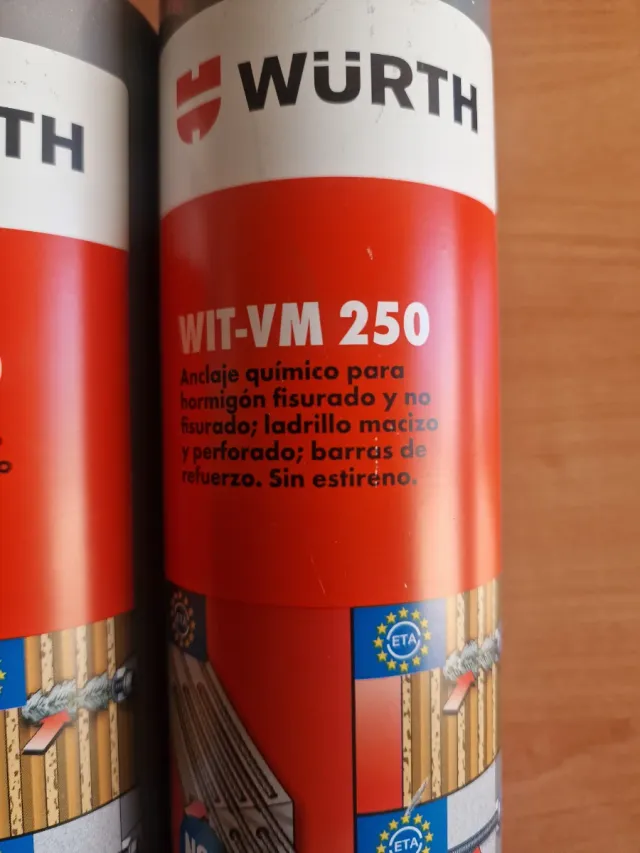 WÜRTH
WIT-VM 250
Anclaje químico para
hormigón fisurado y no
fisurado; ladrillo macizo
y perforado; barras de
refuerzo. Sin estireno.
ETA
ETA
TH